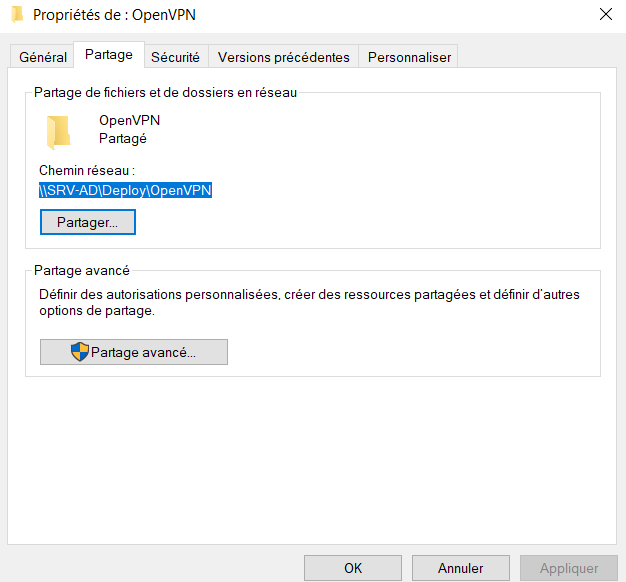 Propriétés de : OpenVPN
Général
Partage
Sécurité
Versions précédentes
Personnaliser
Partage de fichiers et de dossiers en réseau
OpenVPN
Partagé
Chemin réseau :
\\SRV-AD\Deploy\OpenVPN
Partager...
Partage avancé
Définir des autorisations personnalisées, créer des ressources partagées et définir d'autres
options de partage.
Partage avancé...
OK
Annuler
Appliquer